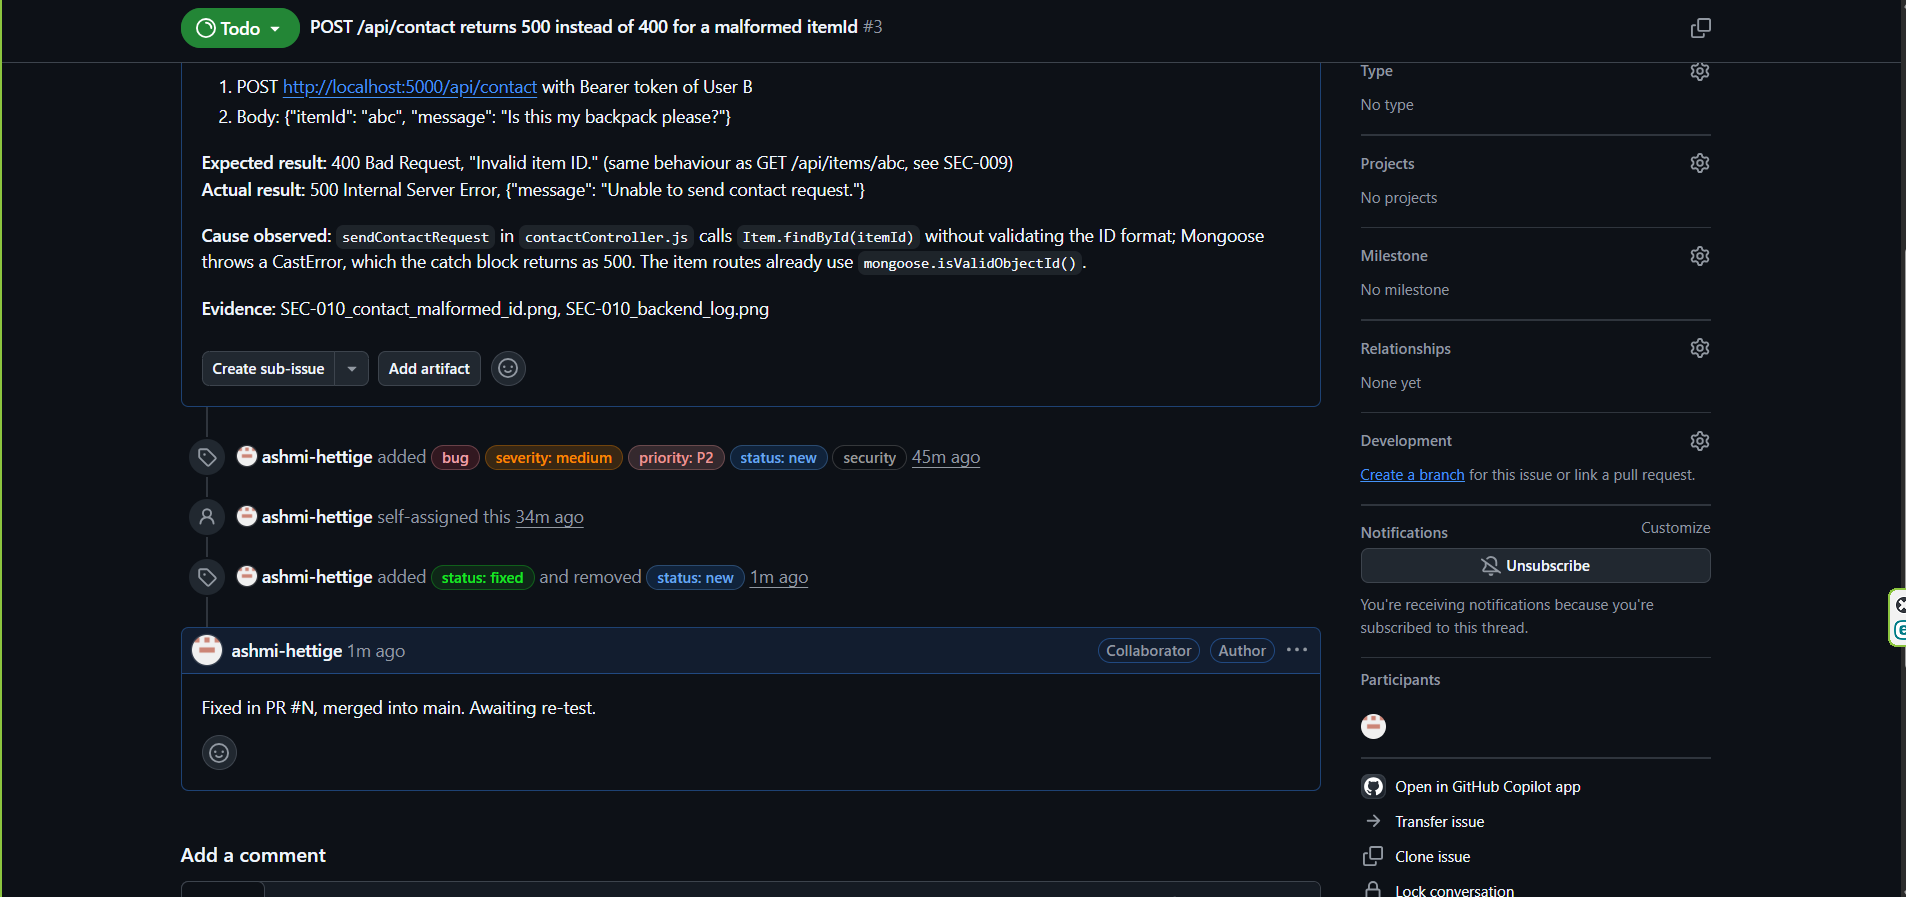 Todo POST /api/contact returns 500 instead of 400 for a malformed itemId #3
1. POST http://localhost:5000/api/contact with Bearer token of User B
2. Body: {"itemId": "abc", "message": "Is this my backpack please?"}
Expected result: 400 Bad Request, "Invalid item ID." (same behaviour as GET /api/items/abc, see SEC-009)
Actual result: 500 Internal Server Error, {"message": "Unable to send contact request."}
Cause observed: sendContactRequest in contactController.js calls Item.findById(itemId) without validating the ID format; Mongoose
throws a CastError, which the catch block returns as 500. The item routes already use mongoose.isValidObjectId().
Evidence: SEC-010_contact_malformed_id.png, SEC-010_backend_log.png
Create sub-issue Add artifact
ashmi-hettige added bug severity: medium priority: P2 status: new security 45m ago
ashmi-hettige self-assigned this 34m ago
ashmi-hettige added status: fixed and removed status: new 1m ago
ashmi-hettige 1m ago Collaborator Author
Fixed in PR #N, merged into main. Awaiting re-test.
Add a comment
Type
No type
Projects
No projects
Milestone
No milestone
Relationships
None yet
Development
Create a branch for this issue or link a pull request.
Notifications Customize
Unsubscribe
You're receiving notifications because you're
subscribed to this thread.
Participants
Open in GitHub Copilot app
Transfer issue
Clone issue
Lock conversation